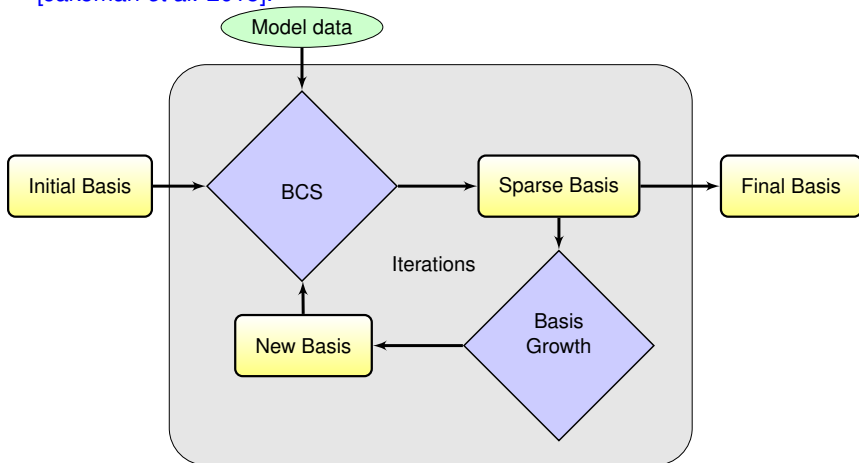 Model data
Initial Basis
BCS
Sparse Basis
Final Basis
Iterations
New Basis
Basis
Growth